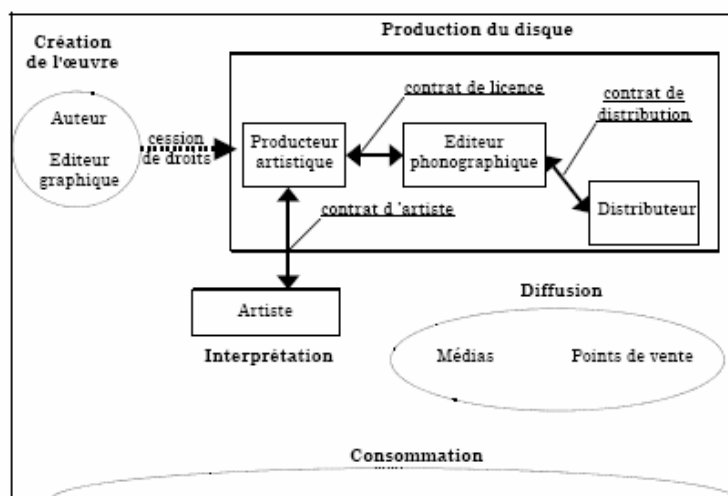 Création
de l'œuvre
Production du disque
Auteur
Editeur
graphique
cession
de droits
Producteur
artistique
contrat de licence
Editeur
phonographique
contrat de
distribution
Distributeur
contrat d 'artiste
Artiste
Interprétation
Diffusion
Médias
Points de vente
Consommation